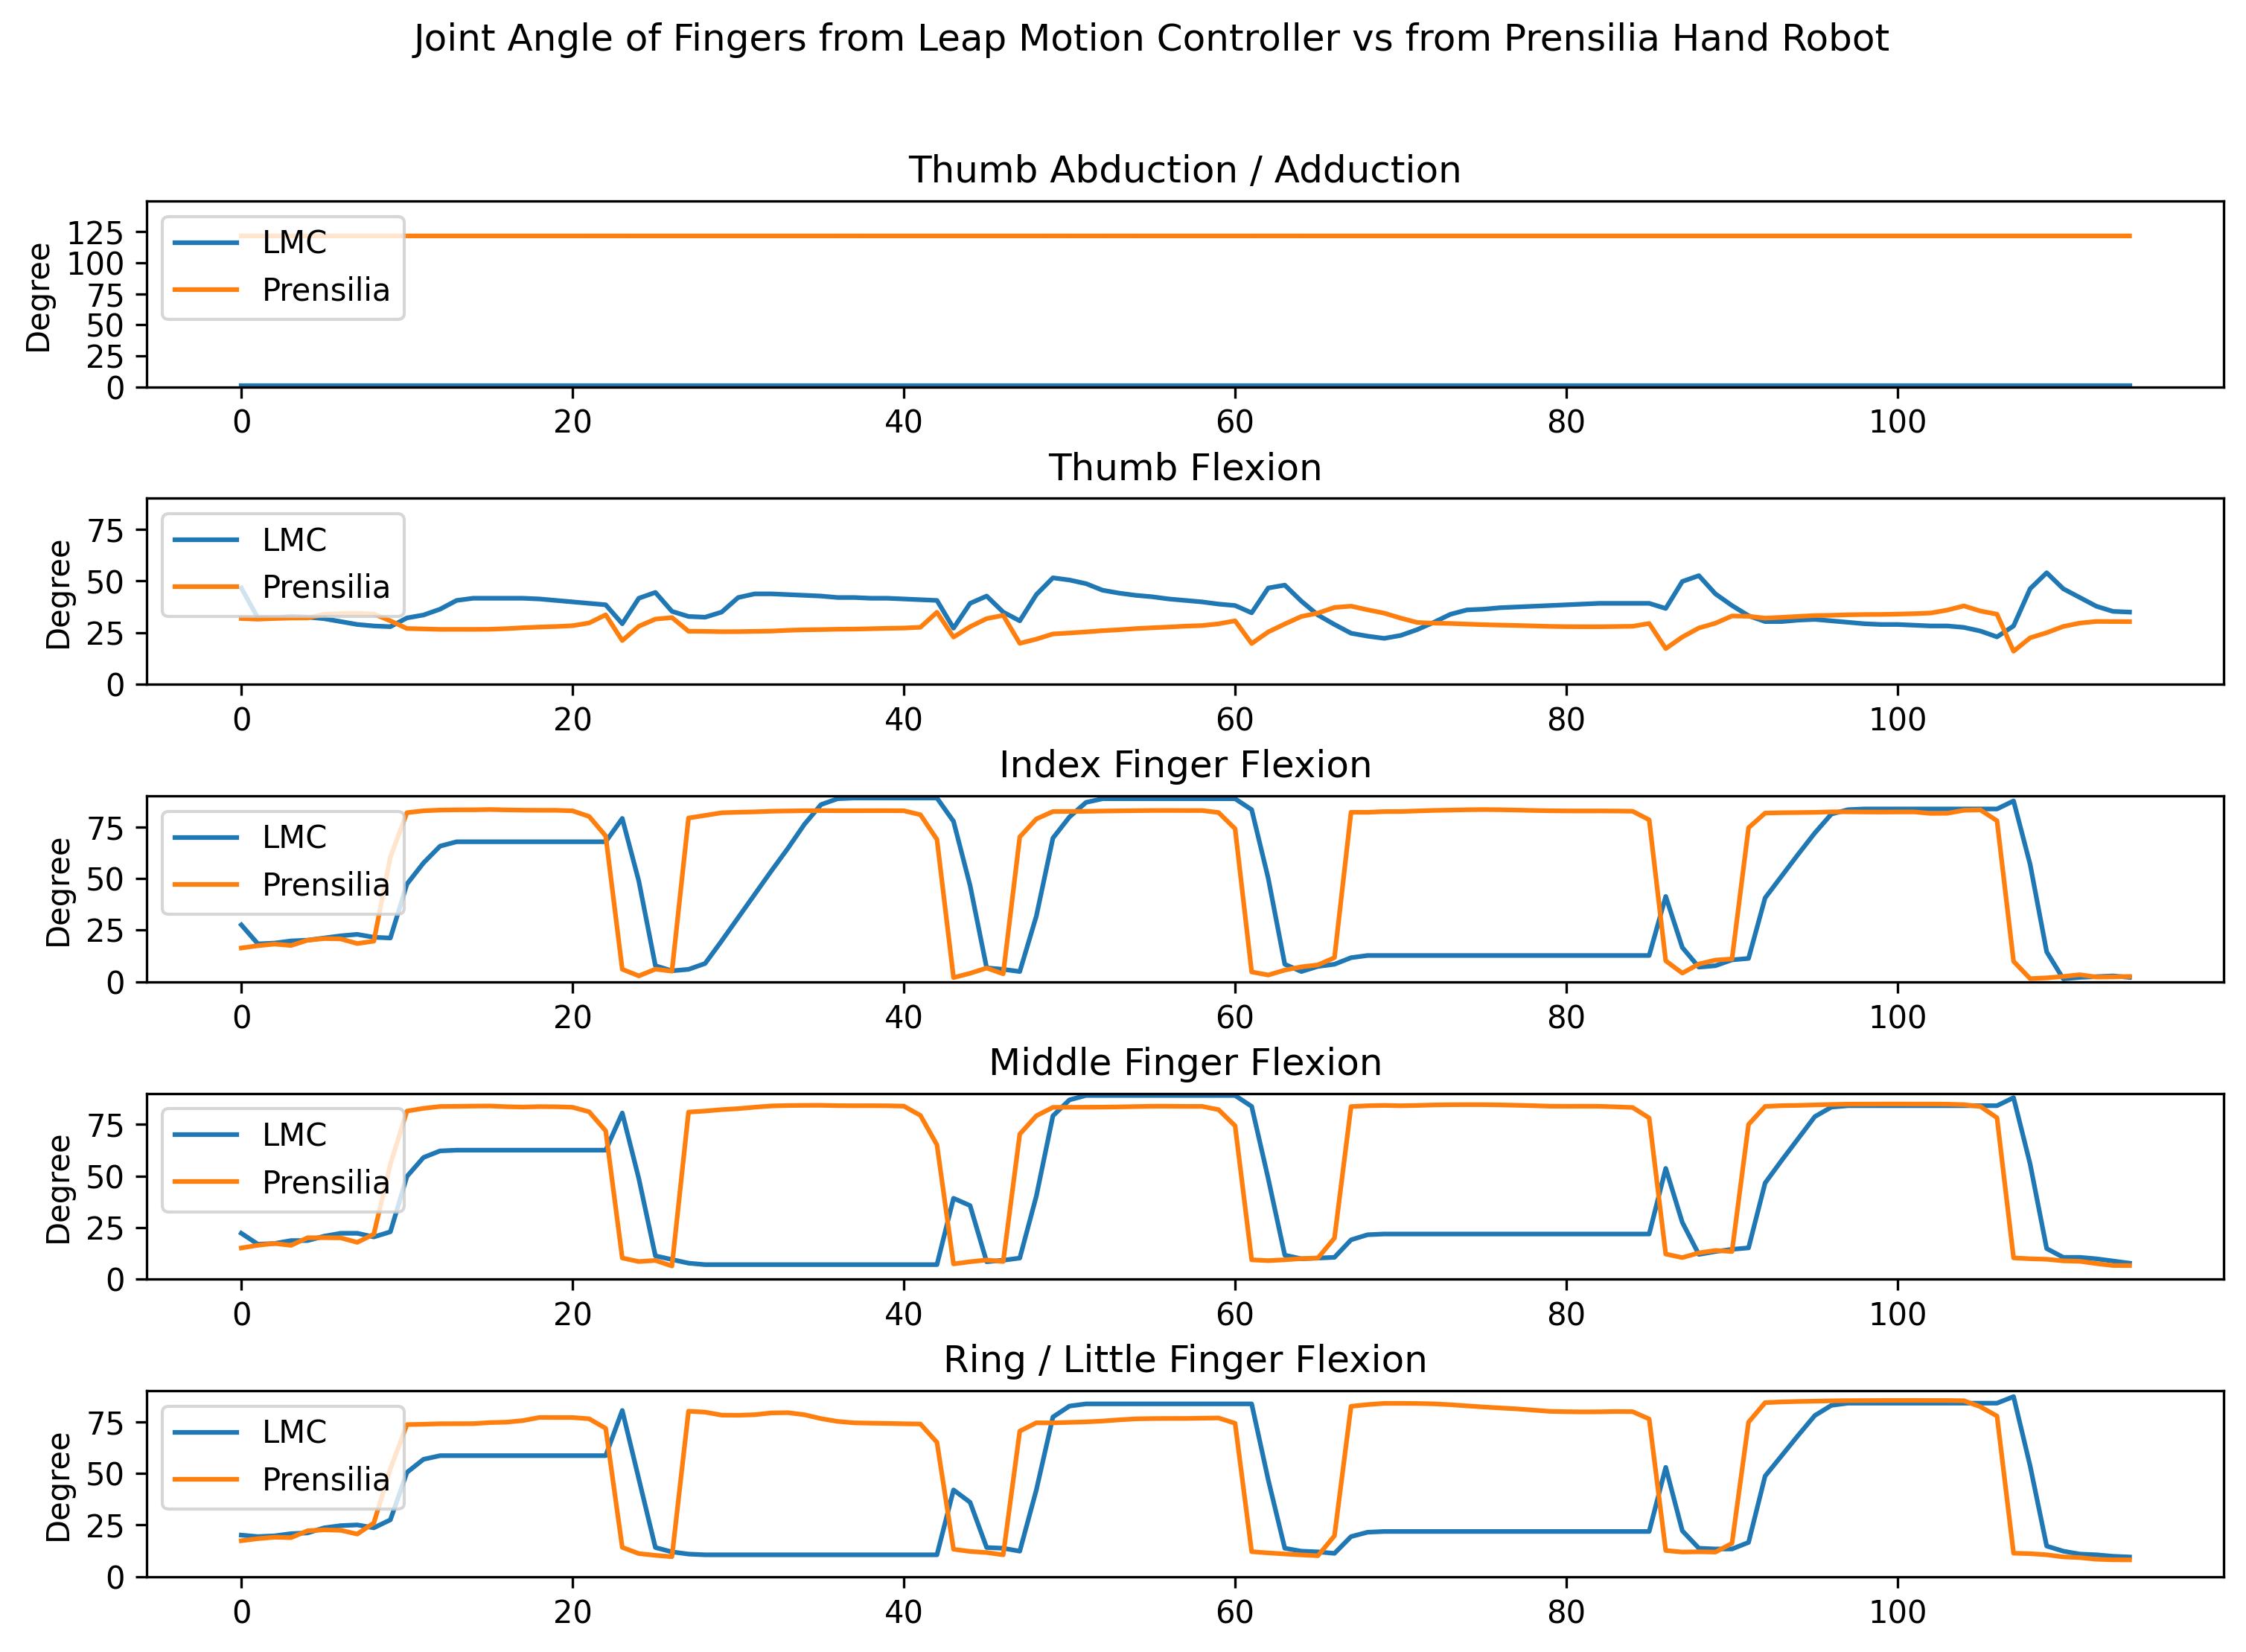 Joint Angle of Fingers from Leap Motion Controller vs from Prensilia Hand Robot
Thumb Abduction / Adduction
Degree
125
100
75
50
25
0
LMC
Prensilia
0 20 40 60 80 100
Thumb Flexion
Degree
75
50
25
0
LMC
Prensilia
0 20 40 60 80 100
Index Finger Flexion
Degree
75
50
25
0
LMC
Prensilia
0 20 40 60 80 100
Middle Finger Flexion
Degree
75
50
25
0
LMC
Prensilia
0 20 40 60 80 100
Ring / Little Finger Flexion
Degree
75
50
25
0
LMC
Prensilia
0 20 40 60 80 100